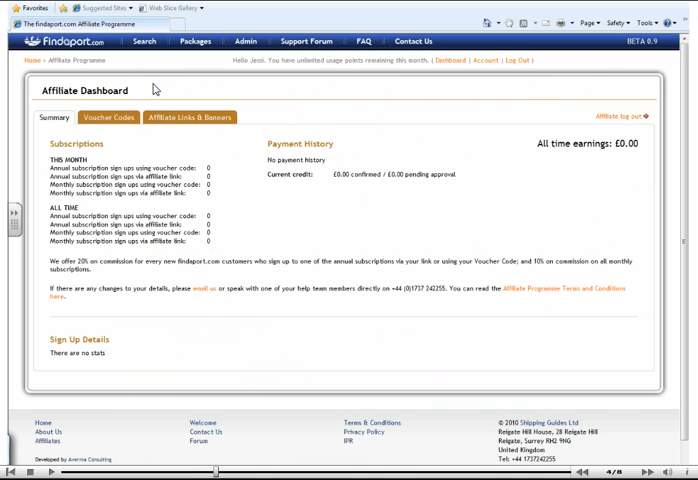 Favorites Suggested Sites Web Slice Gallery
The findaport.com Affiliate Programme Page Safety Tools
findaport.com Search Packages Admin Support Forum FAQ Contact Us BETA 0.9
Home > Affiliate Programme Hello Jessi. You have unlimited usage points remaining this month. ( Dashboard | Account | Log Out )
Affiliate Dashboard
Summary Voucher Codes Affiliate Links & Banners Affiliate log out
Subscriptions Payment History All time earnings: £0.00
THIS MONTH No payment history
Annual subscription sign ups using voucher code: 0
Annual subscription sign ups via affiliate link: 0 Current credit: £0.00 confirmed / £0.00 pending approval
Monthly subscription sign ups using voucher code: 0
Monthly subscription sign ups via affiliate link: 0
ALL TIME
Annual subscription sign ups using voucher code: 0
Annual subscription sign ups via affiliate link: 0
Monthly subscription sign ups using voucher code: 0
Monthly subscription sign ups via affiliate link: 0
We offer 20% on commission for every new findaport.com customers who sign up to one of the annual subscriptions via your link or using your Voucher Code; and 10% on commission on all monthly
subscriptions.
If there are any changes to your details, please email us or speak with one of your help team members directly on +44 (0)1737 242255. You can read the Affiliate Programme Terms and Conditions
here.
Sign Up Details
There are no stats
Home Welcome Terms & Conditions © 2010 Shipping Guides Ltd
About Us Contact Us Privacy Policy Reigate Hill House, 28 Reigate Hill
Affiliates Forum IPR Reigate, Surrey RH2 9NG
United Kingdom
Developed by Averma Consulting Tel: +44 1737242255
4/8